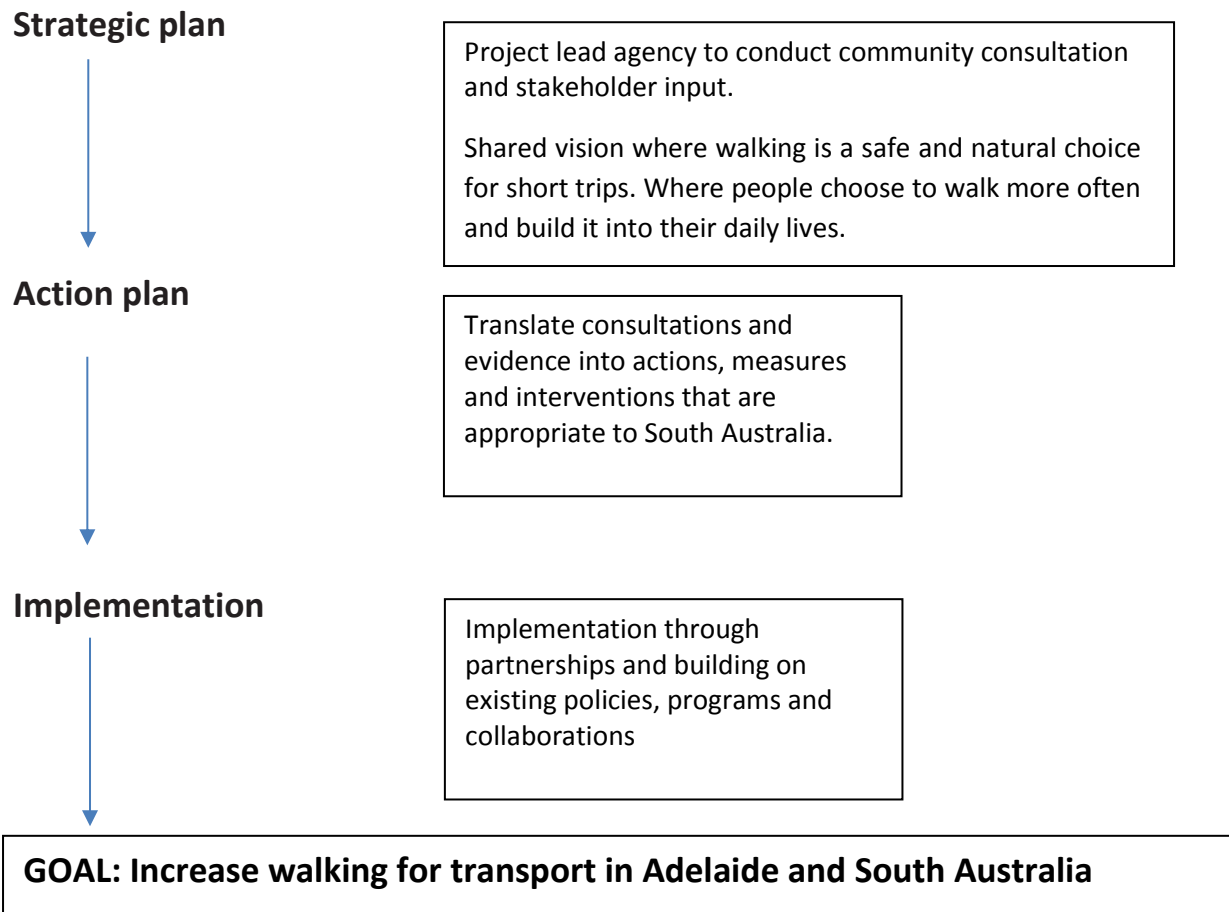 Strategic plan
Project lead agency to conduct community consultation
and stakeholder input.
Shared vision where walking is a safe and natural choice
for short trips. Where people choose to walk more often
and build it into their daily lives.
Action plan
Translate consultations and
evidence into actions, measures
and interventions that are
appropriate to South Australia.
Implementation
Implementation through
partnerships and building on
existing policies, programs and
collaborations
GOAL: Increase walking for transport in Adelaide and South Australia